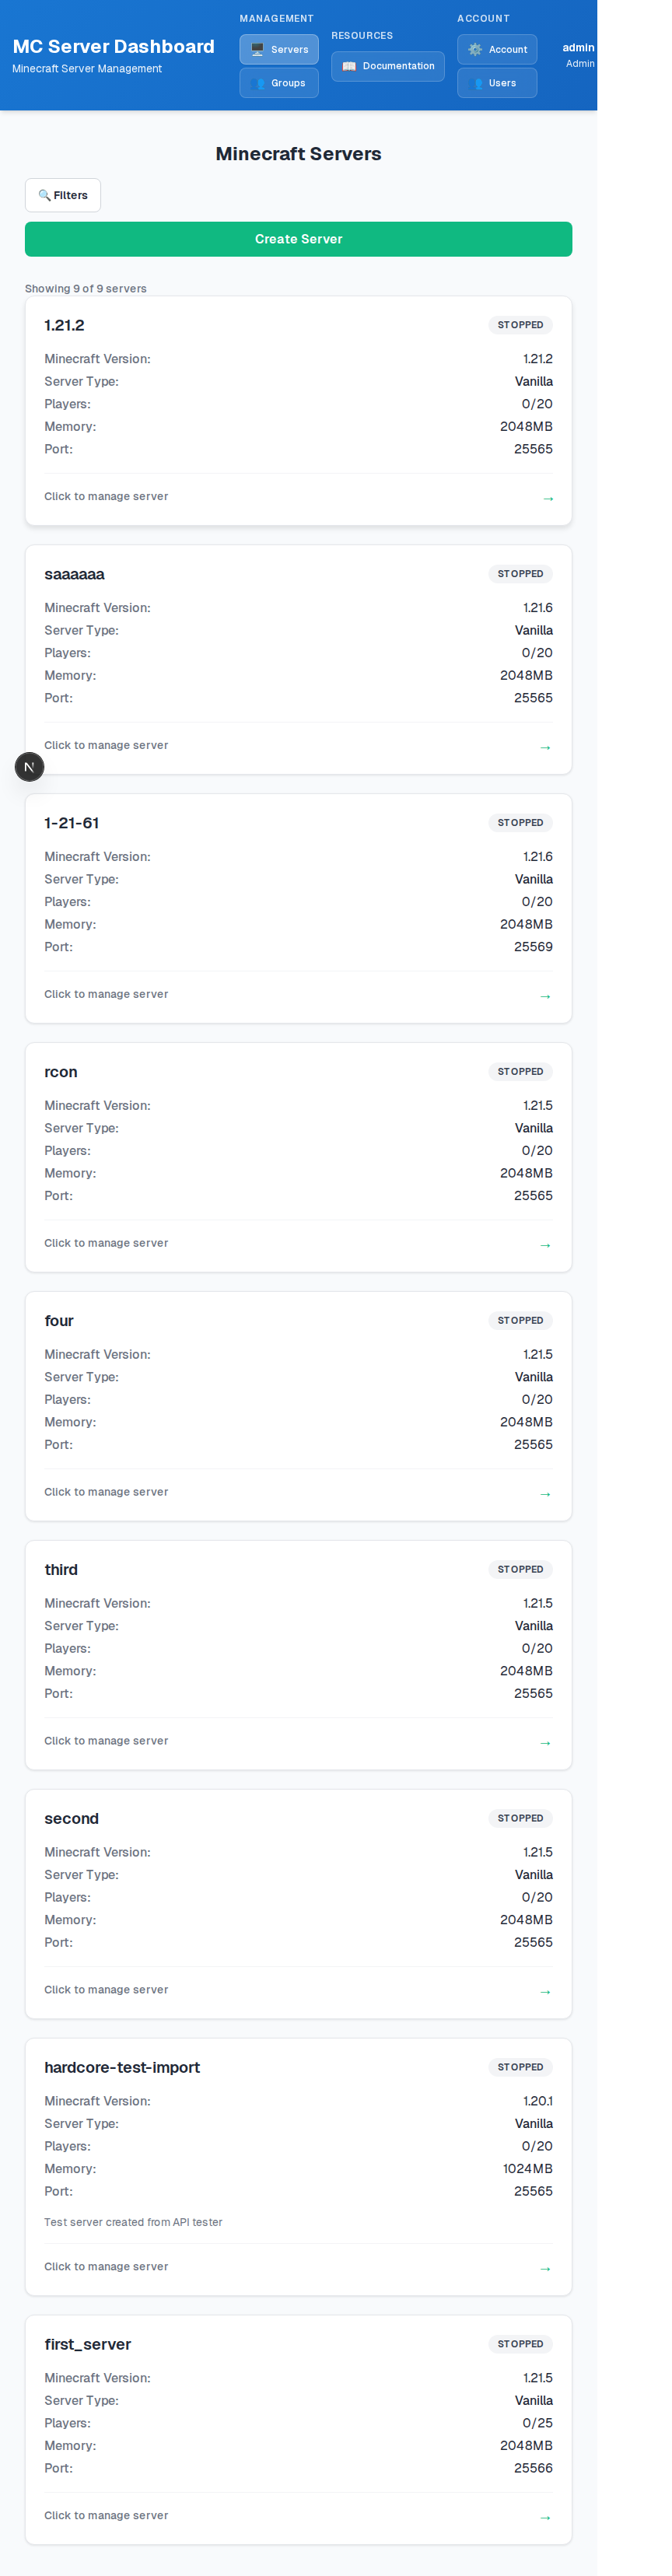 MC Server Dashboard
Minecraft Server Management
MANAGEMENT
Servers
Groups
RESOURCES
Documentation
ACCOUNT
Account
Users
admin
Admin
Minecraft Servers
Filters
Create Server
Showing 9 of 9 servers
1.21.2 STOPPED
Minecraft Version: 1.21.2
Server Type: Vanilla
Players: 0/20
Memory: 2048MB
Port: 25565
Click to manage server →
saaaaaa STOPPED
Minecraft Version: 1.21.6
Server Type: Vanilla
Players: 0/20
Memory: 2048MB
Port: 25565
Click to manage server →
N
1-21-61 STOPPED
Minecraft Version: 1.21.6
Server Type: Vanilla
Players: 0/20
Memory: 2048MB
Port: 25569
Click to manage server →
rcon STOPPED
Minecraft Version: 1.21.5
Server Type: Vanilla
Players: 0/20
Memory: 2048MB
Port: 25565
Click to manage server →
four STOPPED
Minecraft Version: 1.21.5
Server Type: Vanilla
Players: 0/20
Memory: 2048MB
Port: 25565
Click to manage server →
third STOPPED
Minecraft Version: 1.21.5
Server Type: Vanilla
Players: 0/20
Memory: 2048MB
Port: 25565
Click to manage server →
second STOPPED
Minecraft Version: 1.21.5
Server Type: Vanilla
Players: 0/20
Memory: 2048MB
Port: 25565
Click to manage server →
hardcore-test-import STOPPED
Minecraft Version: 1.20.1
Server Type: Vanilla
Players: 0/20
Memory: 1024MB
Port: 25565
Test server created from API tester
Click to manage server →
first_server STOPPED
Minecraft Version: 1.21.5
Server Type: Vanilla
Players: 0/25
Memory: 2048MB
Port: 25566
Click to manage server →